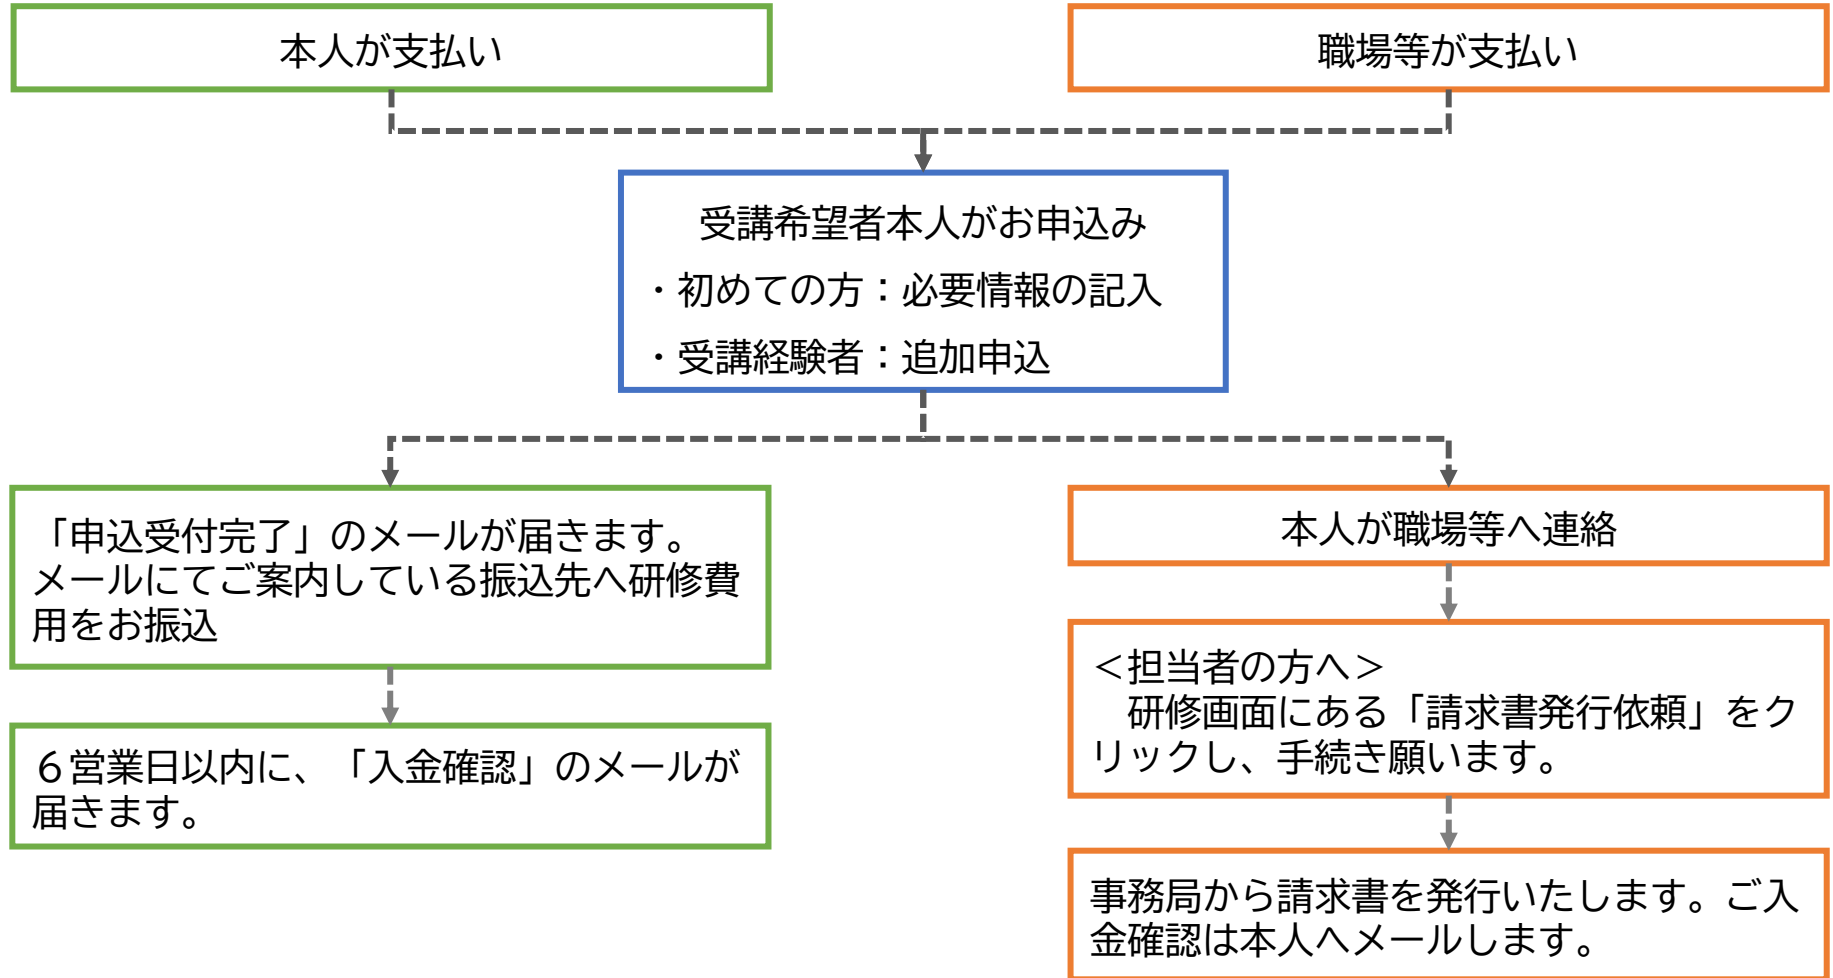 本人が支払い
職場等が支払い
受講希望者本人がお申込み
・初めての方：必要情報の記入
・受講経験者：追加申込
「申込受付完了」のメールが届きます。
メールにてご案内している振込先へ研修費
用をお振込
６営業日以内に、「入金確認」のメールが
届きます。
本人が職場等へ連絡
＜担当者の方へ＞
　研修画面にある「請求書発行依頼」をク
リックし、手続き願います。
事務局から請求書を発行いたします。ご入
金確認は本人へメールします。